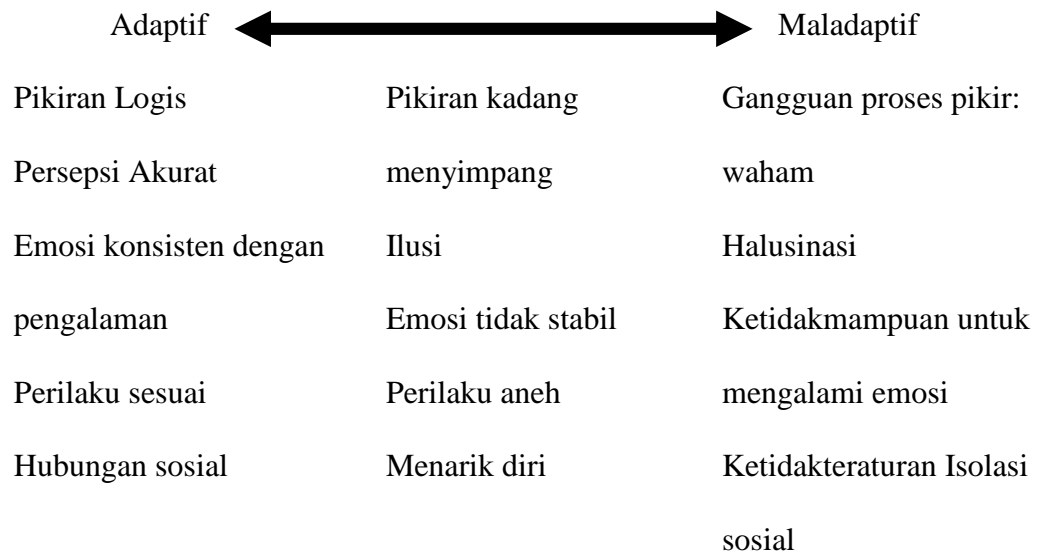 Adaptif Maladaptif
Pikiran Logis Pikiran kadang Gangguan proses pikir:
Persepsi Akurat menyimpang waham
Emosi konsisten dengan Ilusi Halusinasi
pengalaman Emosi tidak stabil Ketidakmampuan untuk
Perilaku sesuai Perilaku aneh mengalami emosi
Hubungan sosial Menarik diri Ketidakteraturan Isolasi
sosial